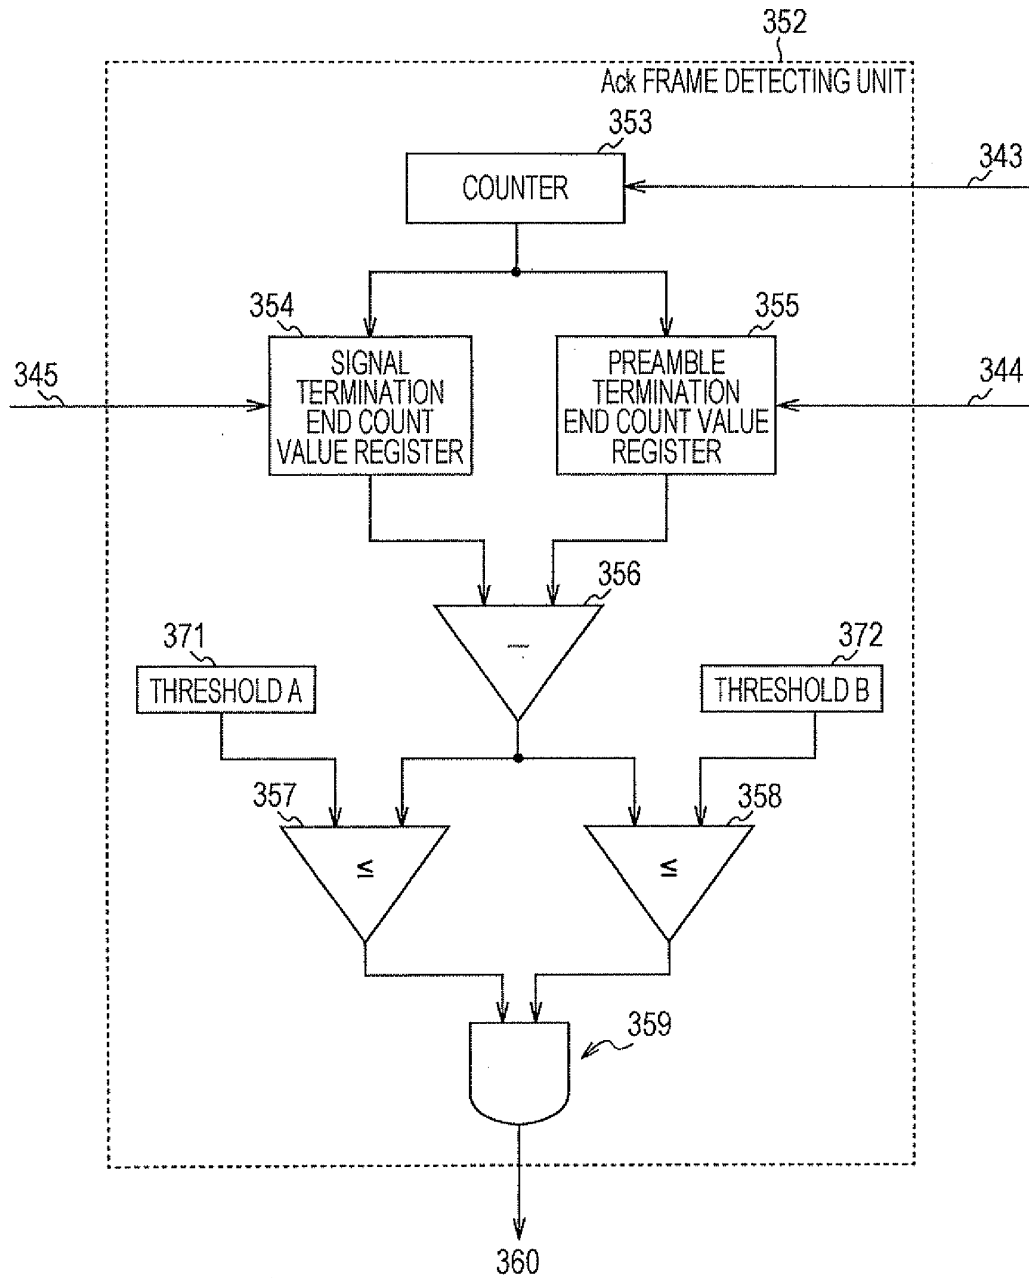 352
Ack FRAME DETECTING UNIT
353
COUNTER
343
354
355
345
SIGNAL
TERMINATION
END COUNT
VALUE REGISTER
PREAMBLE
TERMINATION
END COUNT VALUE
REGISTER
344
356
−
371
THRESHOLD A
372
THRESHOLD B
357
≤
358
≤
359
360